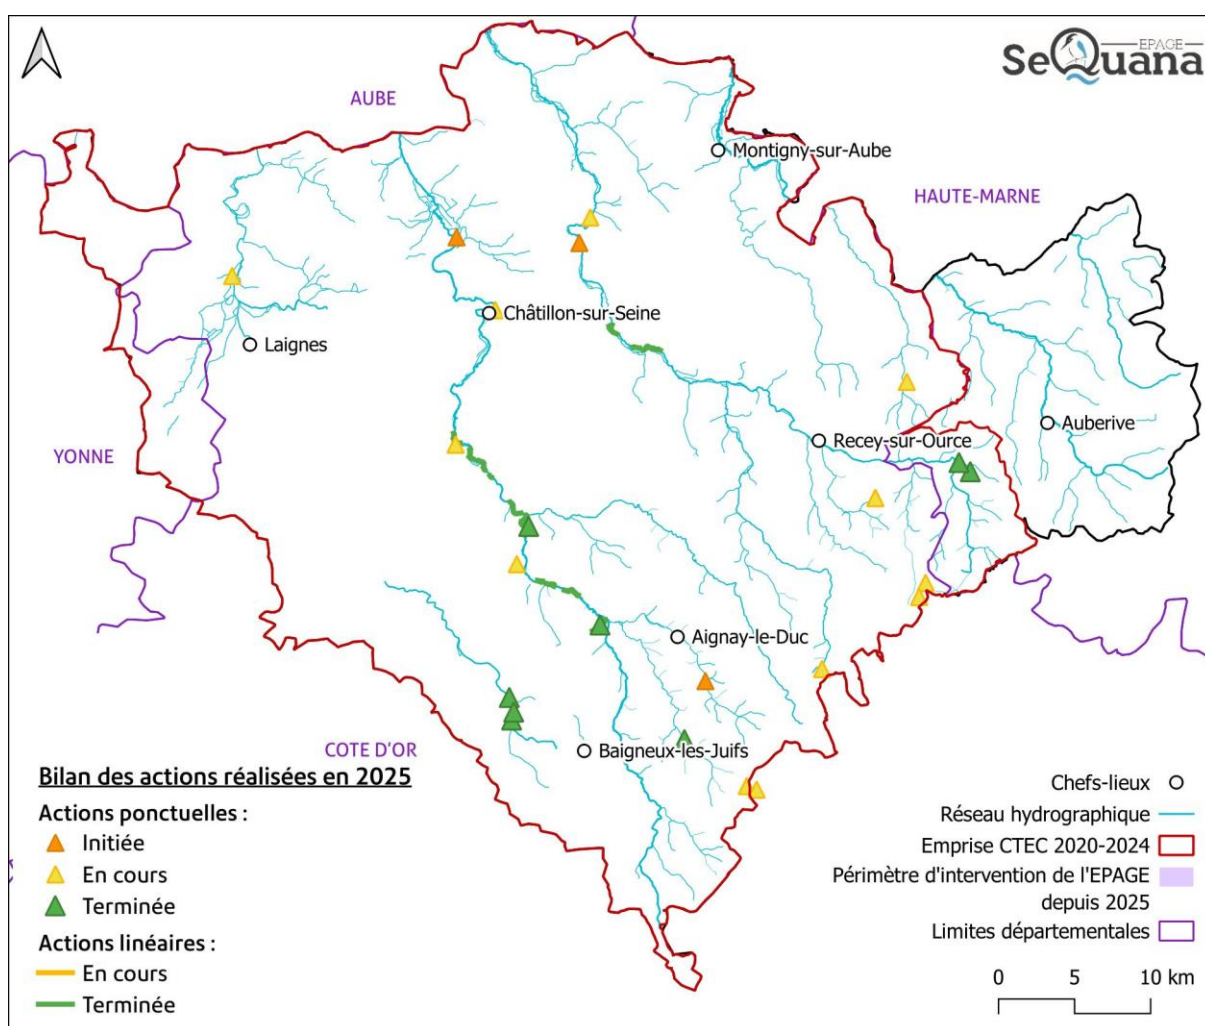 EPAGE
SeQuana
AUBE
Montigny-sur-Aube
HAUTE-MARNE
Châtillon-sur-Seine
Laignes
Auberive
Recey-sur-Ource
YONNE
Aignay-le-Duc
COTE D'OR
Baigneux-les-Juifs
Bilan des actions réalisées en 2025
Actions ponctuelles :
Initiée
En cours
Terminée
Actions linéaires :
En cours
Terminée
Chefs-lieux
Réseau hydrographique
Emprise CTEC 2020-2024
Périmètre d'intervention de l'EPAGE
depuis 2025
Limites départementales
0 5 10 km